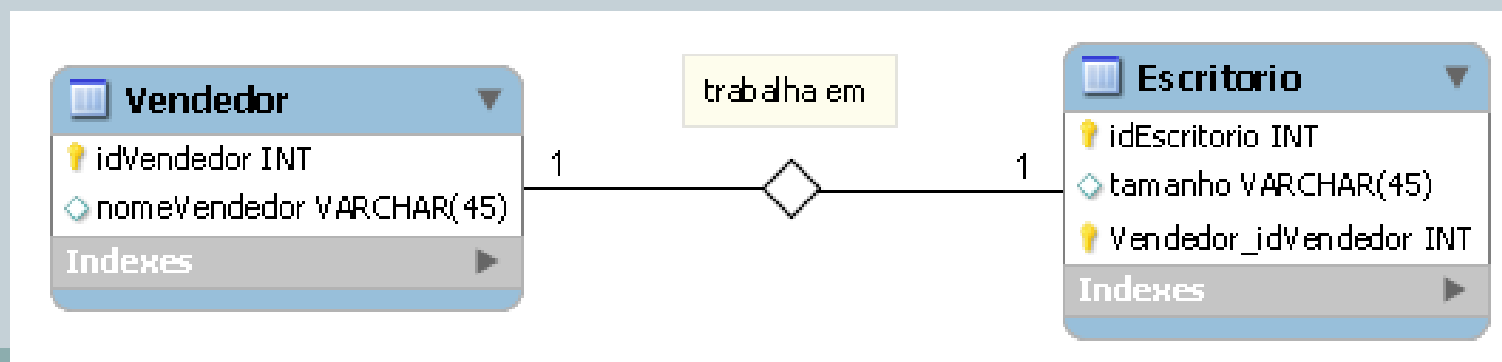 Vendedor
idVendedor INT
nomeVendedor VARCHAR(45)
Indexes
trabalha em
1
1
Escritorio
idEscritorio INT
tamanho VARCHAR(45)
Vendedor_idVendedor INT
Indexes